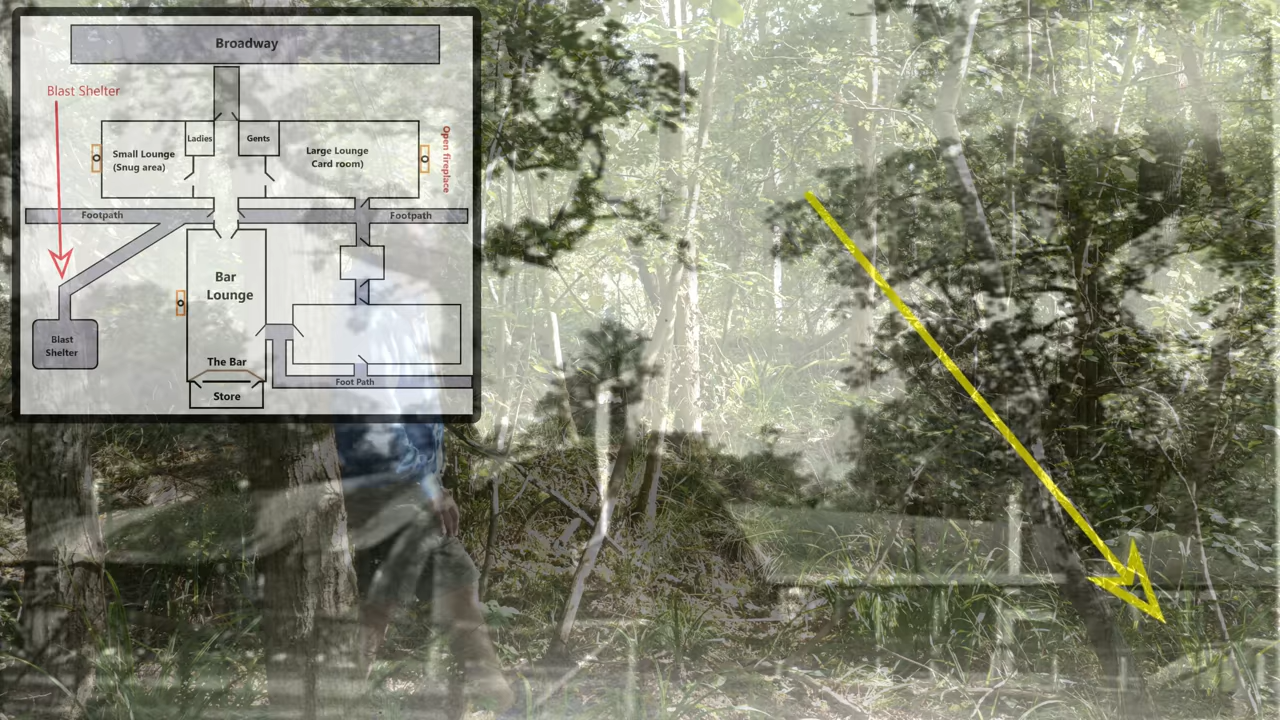 Broadway
Blast Shelter
Ladies
Gents
Small Lounge
(Snug area)
Large Lounge
Card room)
Open fireplace
Footpath
Footpath
Bar
Lounge
Blast
Shelter
The Bar
Foot Path
Store